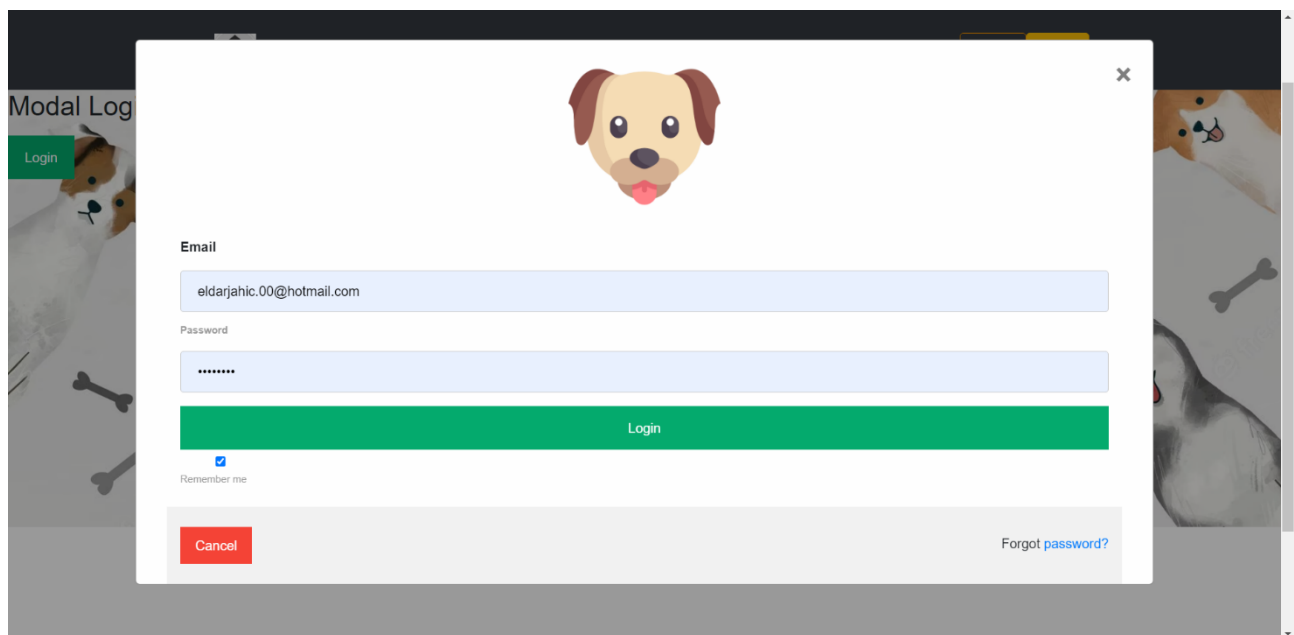 Modal Log
Login
×
Email
eldarjahic.00@hotmail.com
Password
••••••••
Login
Remember me
Cancel
Forgot password?